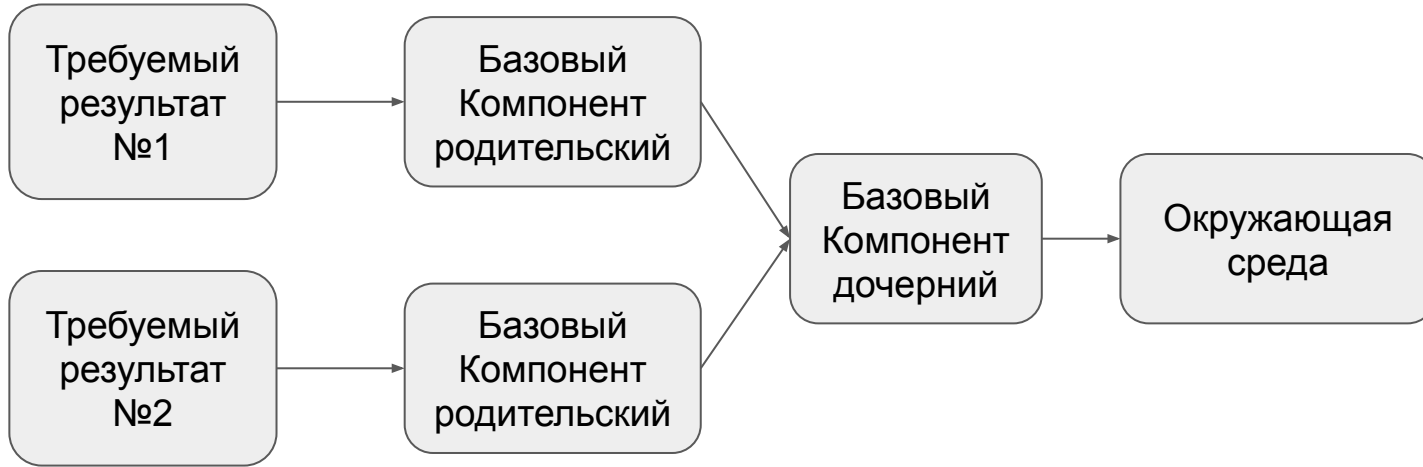 Требуемый
результат
№1
Базовый
Компонент
родительский
Требуемый
результат
№2
Базовый
Компонент
родительский
Базовый
Компонент
дочерний
Окружающая
среда